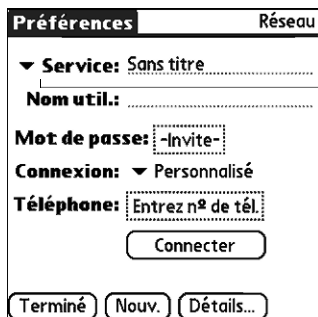 Préférences Réseau
Service: Sans titre
Nom util.:
Mot de passe: -Invite-
Connexion: Personnalisé
Téléphone: Entrez nº de tél.
Connecter
Terminé Nouv. Détails...